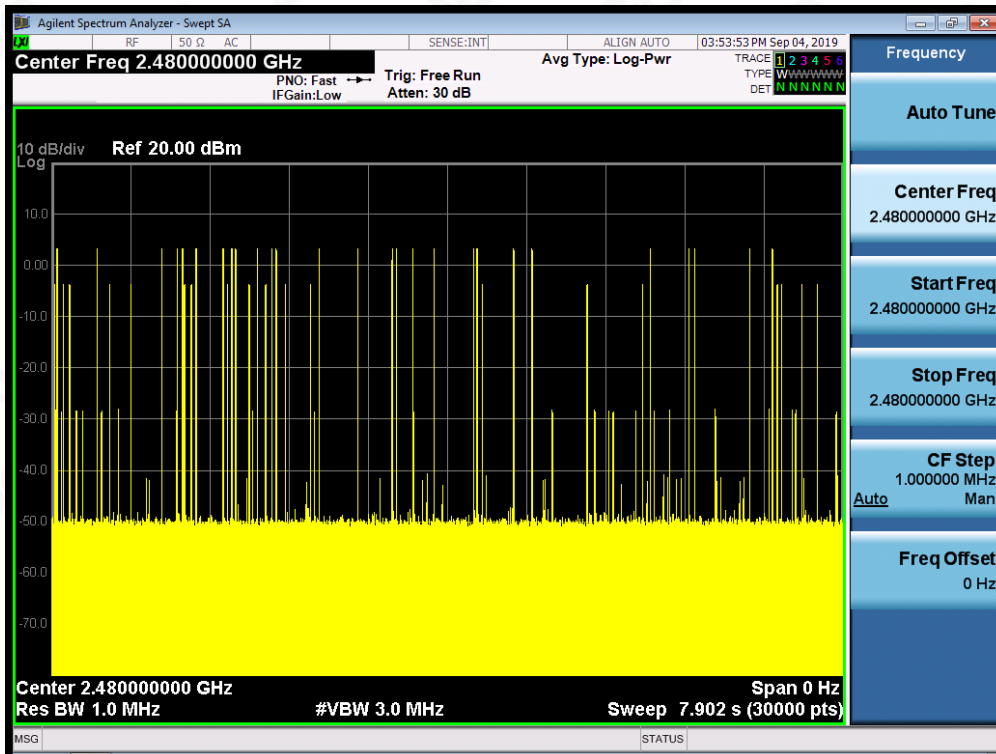 Agilent Spectrum Analyzer - Swept SA
LXI RF 50 Ω AC SENSE:INT ALIGN AUTO 03:53:53 PM Sep 04, 2019
Center Freq 2.480000000 GHz
PNO: Fast
IFGain:Low
Trig: Free Run
Atten: 30 dB
Avg Type: Log-Pwr
TRACE 1 2 3 4 5 6
TYPE WWWWWW
DET N N N N N N
10 dB/div Ref 20.00 dBm
Log
10.0
0.00
-10.0
-20.0
-30.0
-40.0
-50.0
-60.0
-70.0
Center 2.480000000 GHz Span 0 Hz
Res BW 1.0 MHz #VBW 3.0 MHz Sweep 7.902 s (30000 pts)
MSG STATUS
Frequency
Auto Tune
Center Freq
2.480000000 GHz
Start Freq
2.480000000 GHz
Stop Freq
2.480000000 GHz
CF Step
1.000000 MHz
Auto Man
Freq Offset
0 Hz